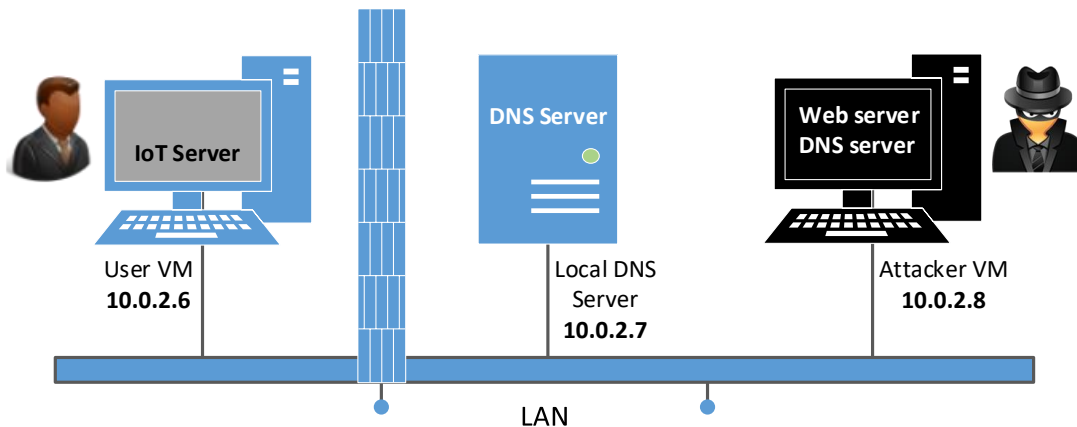 IoT Server
DNS Server
Web server
DNS server
User VM
10.0.2.6
Local DNS
Server
10.0.2.7
Attacker VM
10.0.2.8
LAN